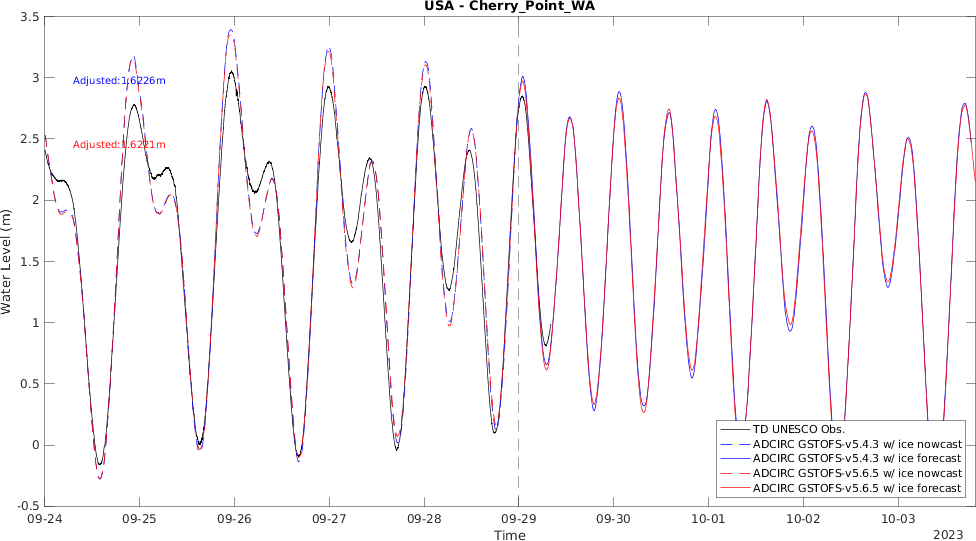 USA - Cherry_Point_WA
3.5
3
2.5
2
1.5
1
0.5
0
-0.5
Water Level (m)
Adjusted:1.6226m
Adjusted:1.6221m
TD UNESCO Obs.
ADCIRC GSTOFS-v5.4.3 w/ ice nowcast
ADCIRC GSTOFS-v5.4.3 w/ ice forecast
ADCIRC GSTOFS-v5.6.5 w/ ice nowcast
ADCIRC GSTOFS-v5.6.5 w/ ice forecast
09-24 09-25 09-26 09-27 09-28 09-29 09-30 10-01 10-02 10-03
Time
2023